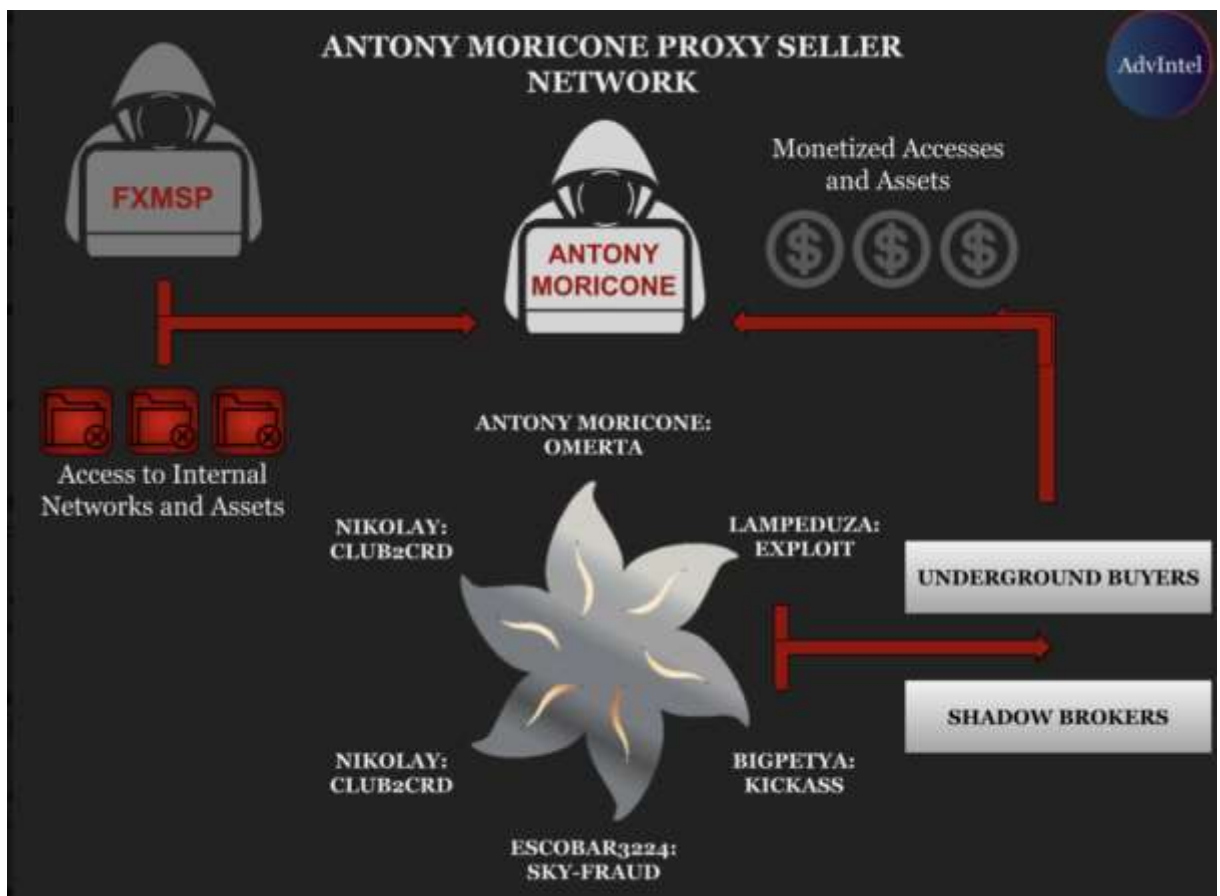 ANTONY MORICONE PROXY SELLER
NETWORK
AdvIntel
FXMSP
ANTONY
MORICONE
Monetized Accesses
and Assets
$ $ $
Access to Internal
Networks and Assets
ANTONY MORICONE:
OMERTA
NIKOLAY:
CLUB2CRD
LAMPEDUZA:
EXPLOIT
UNDERGROUND BUYERS
SHADOW BROKERS
NIKOLAY:
CLUB2CRD
BIGPETYA:
KICKASS
ESCOBAR3224:
SKY-FRAUD